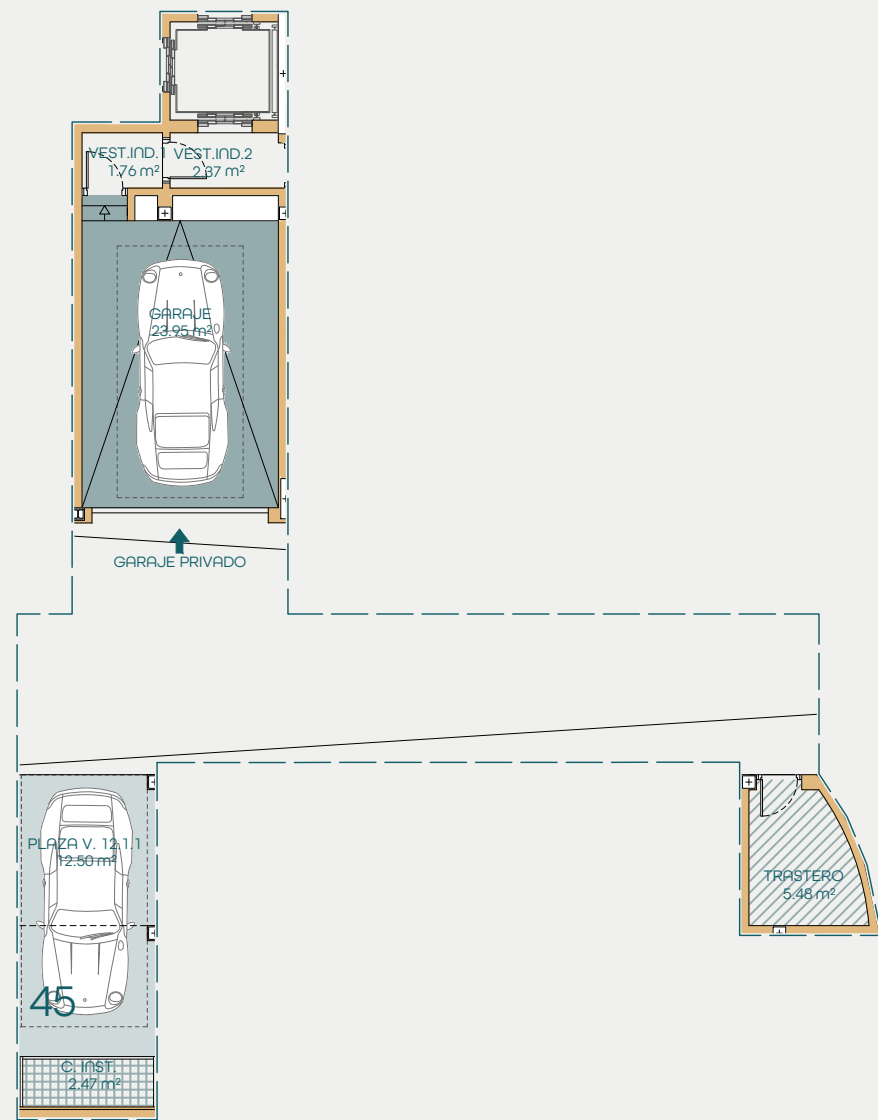 VEST.IND.1
1.76 m²
VEST.IND.2
2.37 m²
GARAJE
23.95 m²
GARAJE PRIVADO
PLAZA V. 12.1.1
12.50 m²
45
C. INST.
2.47 m²
TRASTERO
5.48 m²